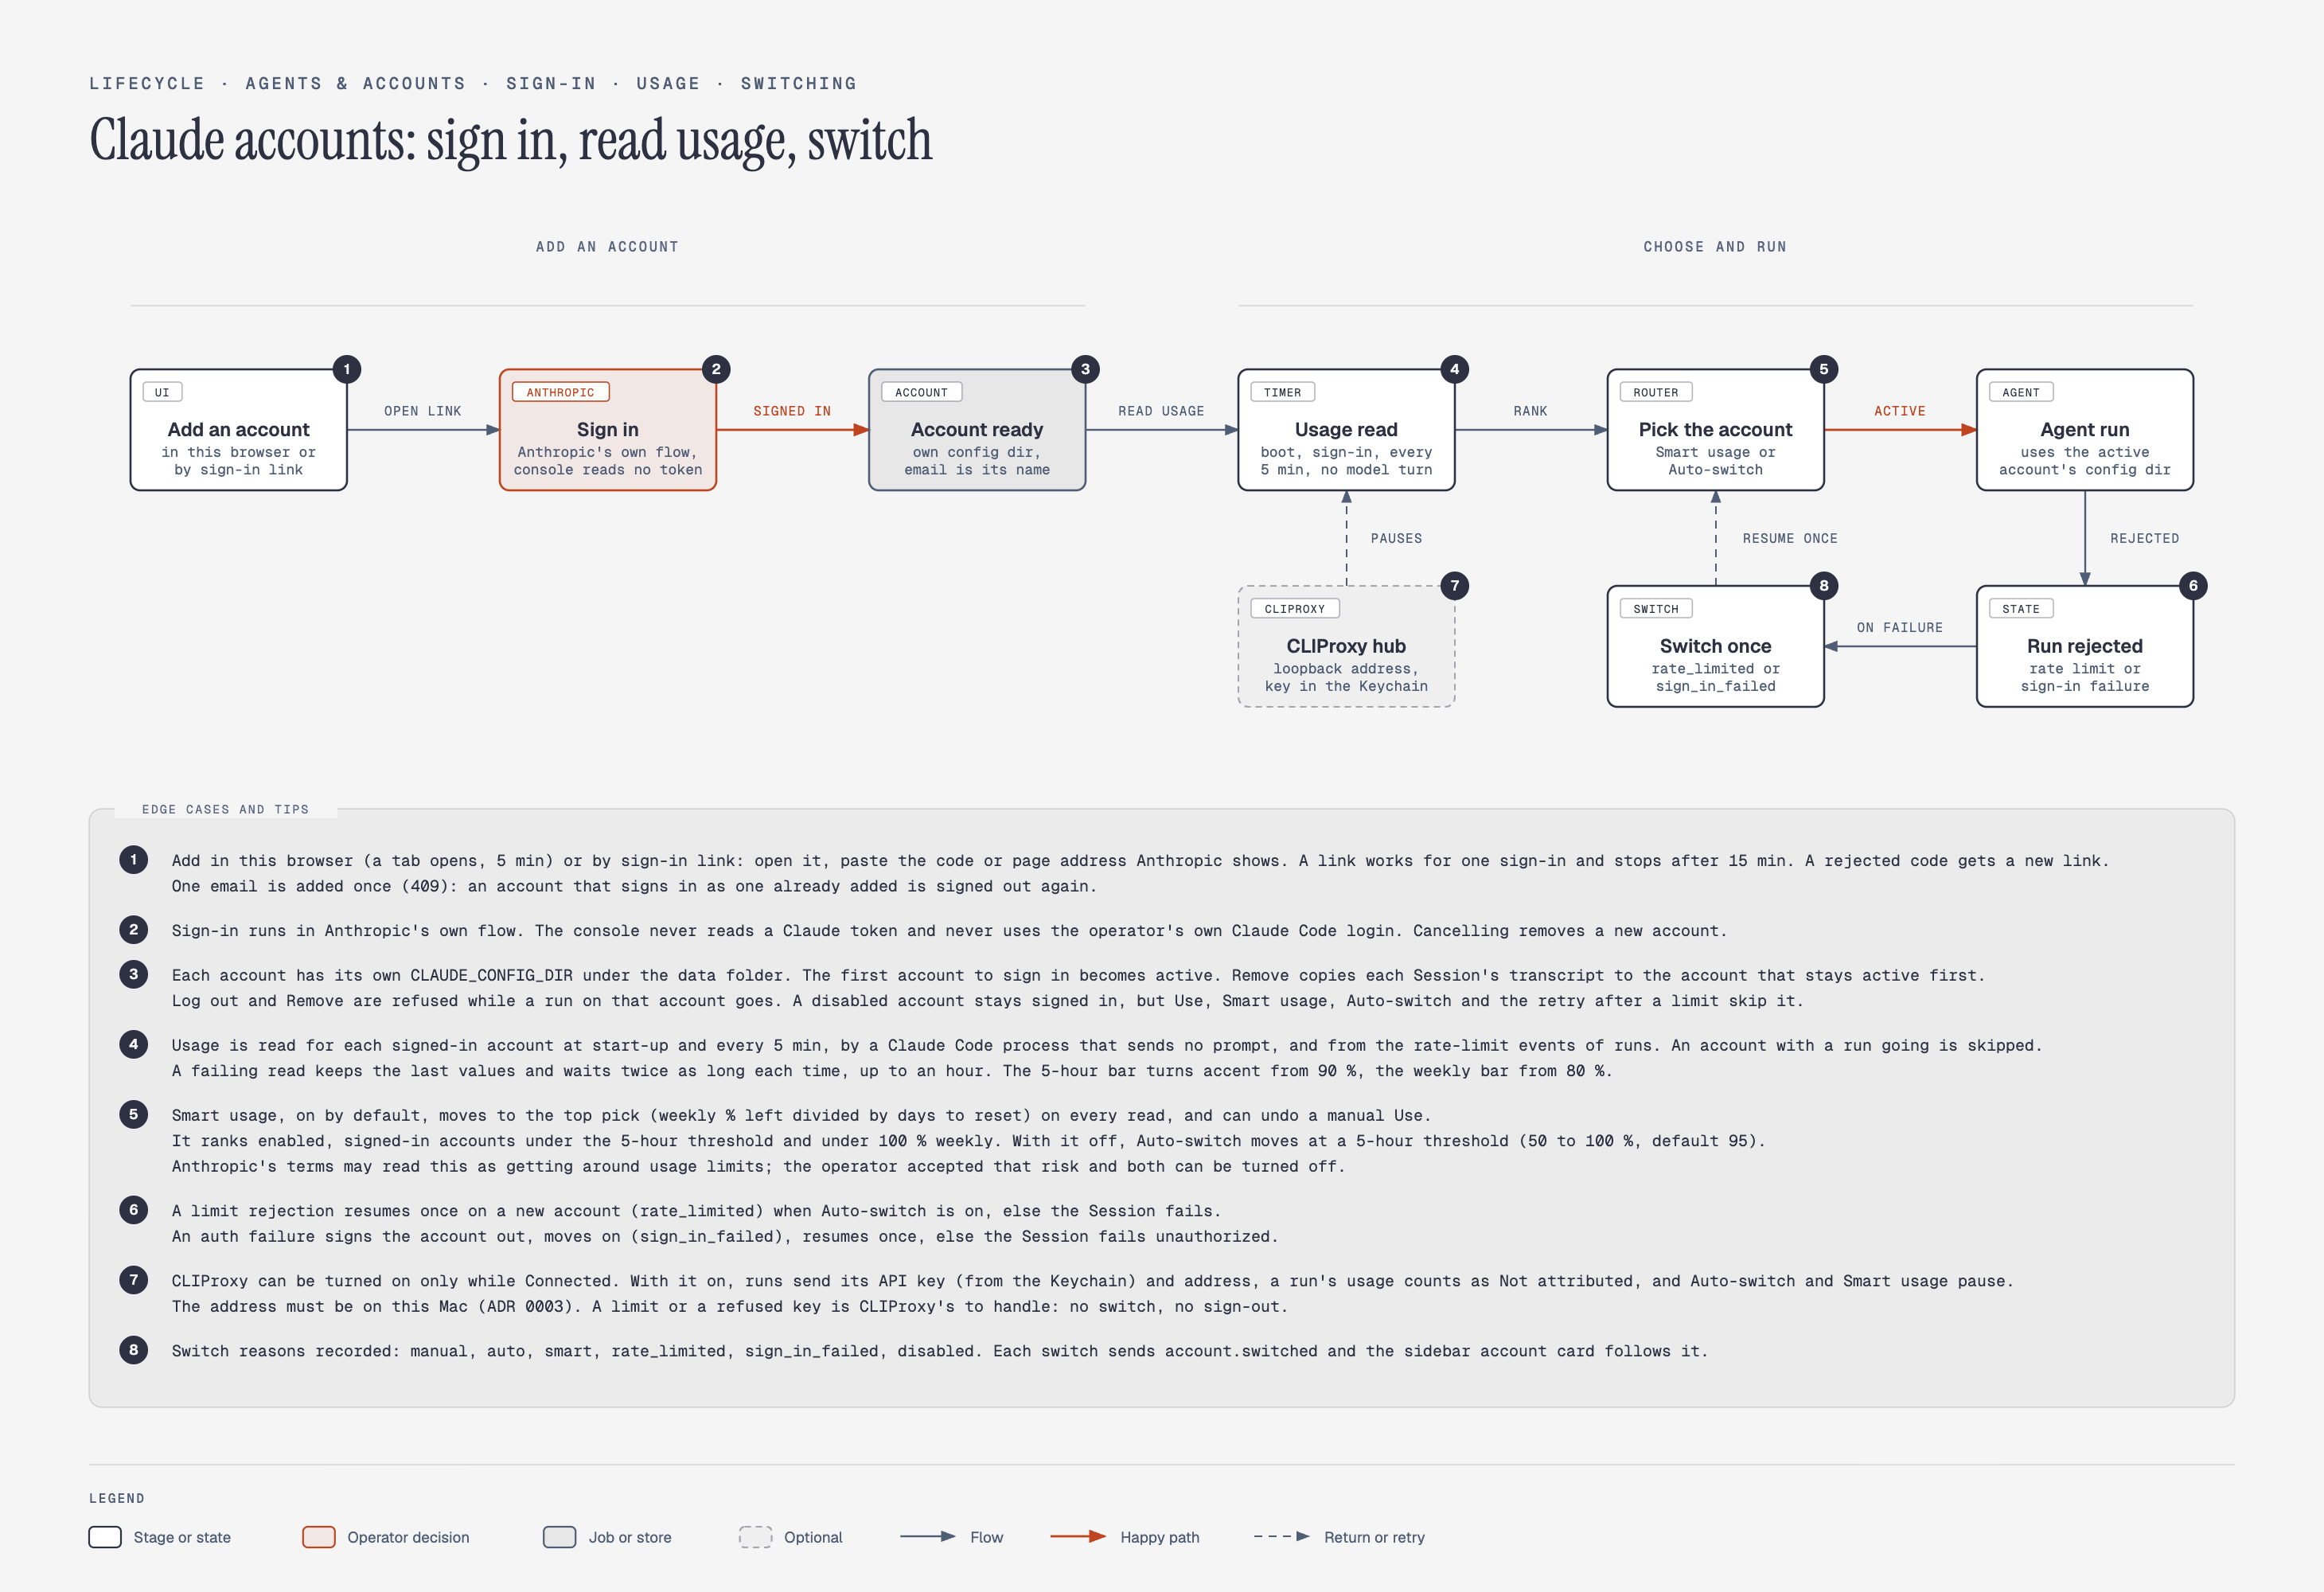 LIFECYCLE · AGENTS & ACCOUNTS · SIGN-IN · USAGE · SWITCHING
Claude accounts: sign in, read usage, switch
ADD AN ACCOUNT
CHOOSE AND RUN
1
UI
Add an account
in this browser or
by sign-in link
OPEN LINK
2
ANTHROPIC
Sign in
Anthropic's own flow,
console reads no token
SIGNED IN
3
ACCOUNT
Account ready
own config dir,
email is its name
READ USAGE
4
TIMER
Usage read
boot, sign-in, every
5 min, no model turn
RANK
5
ROUTER
Pick the account
Smart usage or
Auto-switch
ACTIVE
AGENT
Agent run
uses the active
account's config dir
PAUSES
RESUME ONCE
REJECTED
7
CLIPROXY
CLIProxy hub
loopback address,
key in the Keychain
8
SWITCH
Switch once
rate_limited or
sign_in_failed
ON FAILURE
6
STATE
Run rejected
rate limit or
sign-in failure
EDGE CASES AND TIPS
1 Add in this browser (a tab opens, 5 min) or by sign-in link: open it, paste the code or page address Anthropic shows. A link works for one sign-in and stops after 15 min. A rejected code gets a new link.
One email is added once (409): an account that signs in as one already added is signed out again.
2 Sign-in runs in Anthropic's own flow. The console never reads a Claude token and never uses the operator's own Claude Code login. Cancelling removes a new account.
3 Each account has its own CLAUDE_CONFIG_DIR under the data folder. The first account to sign in becomes active. Remove copies each Session's transcript to the account that stays active first.
Log out and Remove are refused while a run on that account goes. A disabled account stays signed in, but Use, Smart usage, Auto-switch and the retry after a limit skip it.
4 Usage is read for each signed-in account at start-up and every 5 min, by a Claude Code process that sends no prompt, and from the rate-limit events of runs. An account with a run going is skipped.
A failing read keeps the last values and waits twice as long each time, up to an hour. The 5-hour bar turns accent from 90 %, the weekly bar from 80 %.
5 Smart usage, on by default, moves to the top pick (weekly % left divided by days to reset) on every read, and can undo a manual Use.
It ranks enabled, signed-in accounts under the 5-hour threshold and under 100 % weekly. With it off, Auto-switch moves at a 5-hour threshold (50 to 100 %, default 95).
Anthropic's terms may read this as getting around usage limits; the operator accepted that risk and both can be turned off.
6 A limit rejection resumes once on a new account (rate_limited) when Auto-switch is on, else the Session fails.
An auth failure signs the account out, moves on (sign_in_failed), resumes once, else the Session fails unauthorized.
7 CLIProxy can be turned on only while Connected. With it on, runs send its API key (from the Keychain) and address, a run's usage counts as Not attributed, and Auto-switch and Smart usage pause.
The address must be on this Mac (ADR 0003). A limit or a refused key is CLIProxy's to handle: no switch, no sign-out.
8 Switch reasons recorded: manual, auto, smart, rate_limited, sign_in_failed, disabled. Each switch sends account.switched and the sidebar account card follows it.
LEGEND
Stage or state
Operator decision
Job or store
Optional
Flow
Happy path
Return or retry